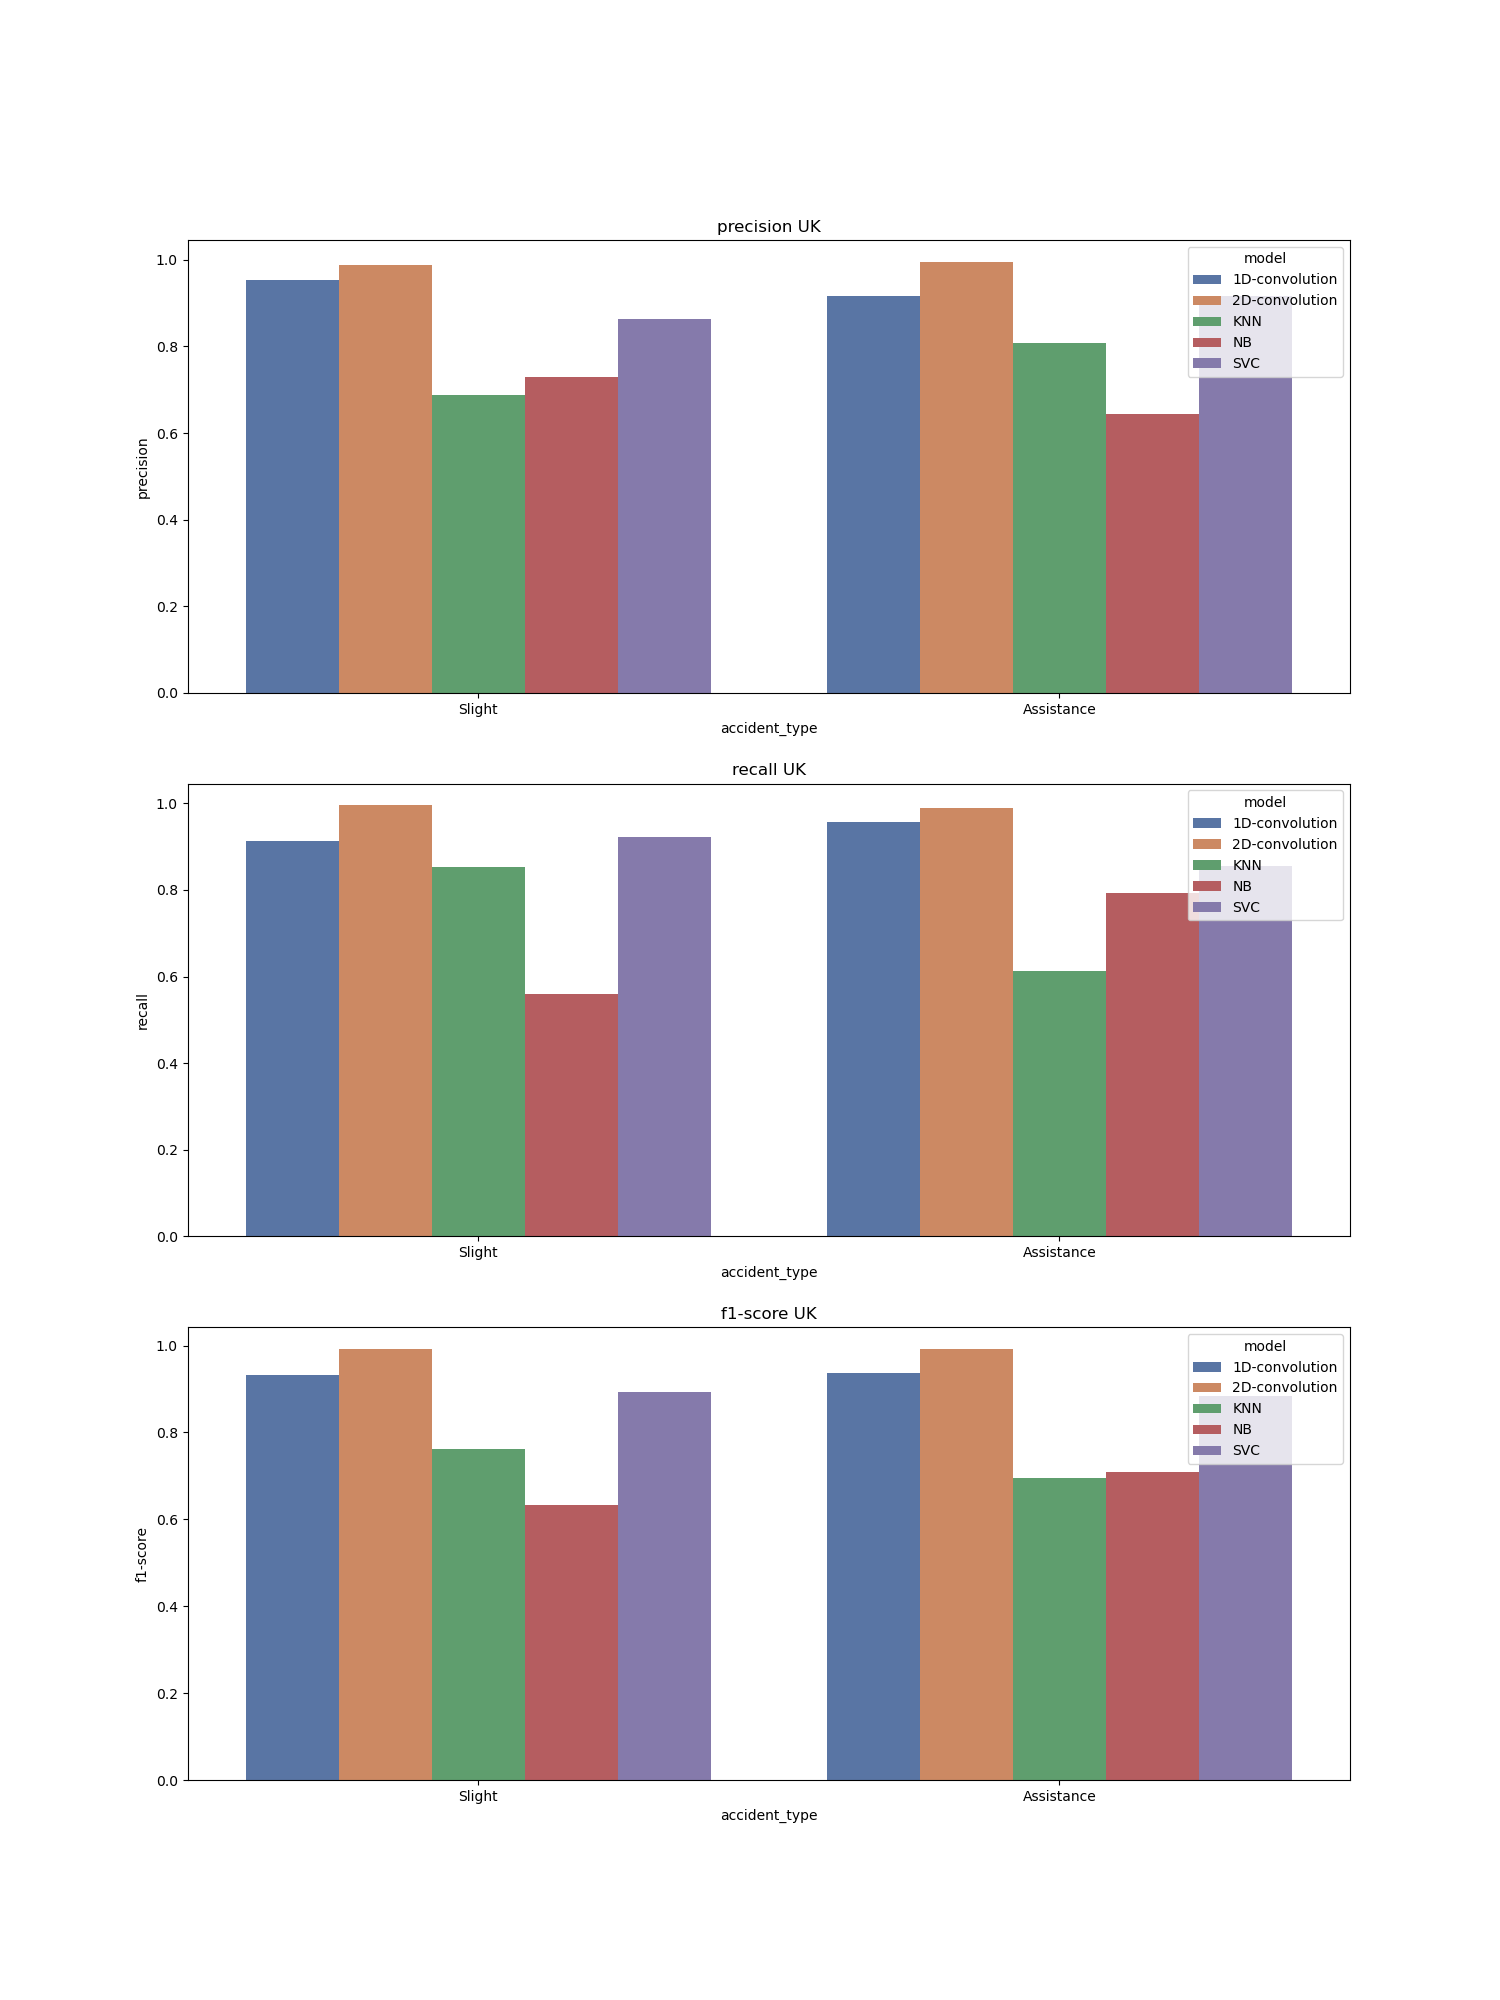 precision UK
model
1D-convolution
2D-convolution
KNN
NB
SVC
1.0
0.8
0.6
0.4
0.2
0.0
precision
Slight
Assistance
accident_type
recall UK
model
1D-convolution
2D-convolution
KNN
NB
SVC
1.0
0.8
0.6
0.4
0.2
0.0
recall
Slight
Assistance
accident_type
f1-score UK
model
1D-convolution
2D-convolution
KNN
NB
SVC
1.0
0.8
0.6
0.4
0.2
0.0
f1-score
Slight
Assistance
accident_type